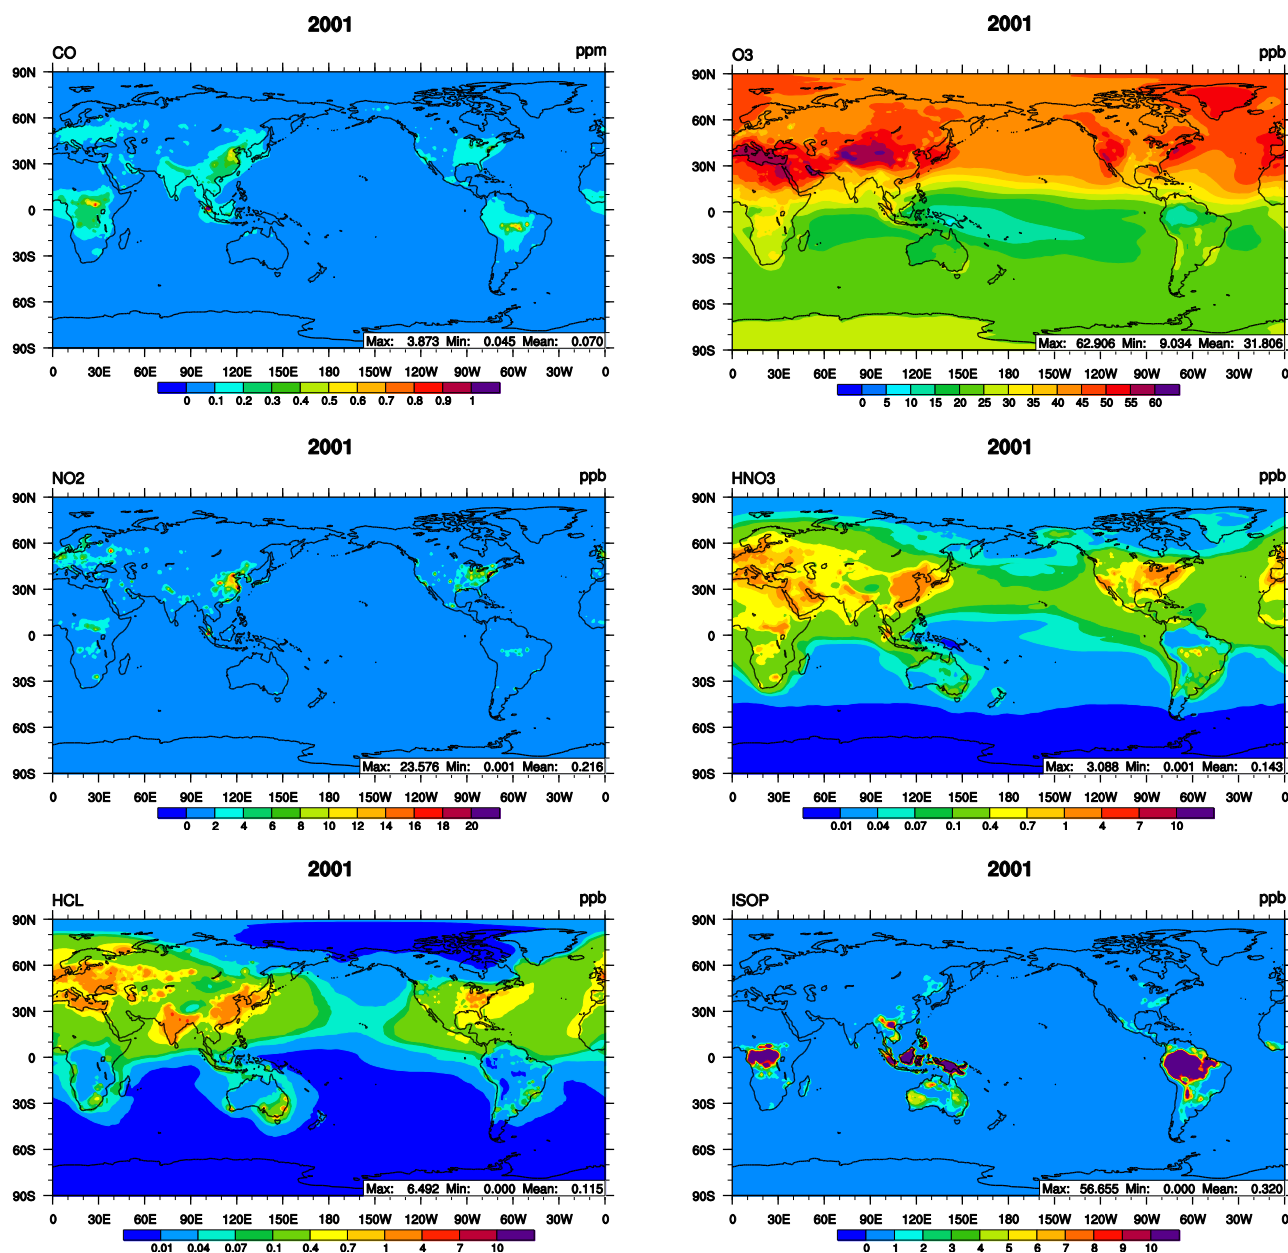 2001
CO ppm
90N
60N
30N
0
30S
60S
90S
Max: 3.873 Min: 0.045 Mean: 0.070
0 30E 60E 90E 120E 150E 180 150W 120W 90W 60W 30W 0
0 0.1 0.2 0.3 0.4 0.5 0.6 0.7 0.8 0.9 1
2001
O3 ppb
90N
60N
30N
0
30S
60S
90S
Max: 62.906 Min: 9.034 Mean: 31.806
0 30E 60E 90E 120E 150E 180 150W 120W 90W 60W 30W 0
0 5 10 15 20 25 30 35 40 45 50 55 60
2001
NO2 ppb
90N
60N
30N
0
30S
60S
90S
Max: 23.576 Min: 0.001 Mean: 0.216
0 30E 60E 90E 120E 150E 180 150W 120W 90W 60W 30W 0
0 2 4 6 8 10 12 14 16 18 20
2001
HNO3 ppb
90N
60N
30N
0
30S
60S
90S
Max: 3.088 Min: 0.001 Mean: 0.143
0 30E 60E 90E 120E 150E 180 150W 120W 90W 60W 30W 0
0.01 0.04 0.07 0.1 0.4 0.7 1 4 7 10
2001
HCL ppb
90N
60N
30N
0
30S
60S
90S
Max: 6.492 Min: 0.000 Mean: 0.115
0 30E 60E 90E 120E 150E 180 150W 120W 90W 60W 30W 0
0.01 0.04 0.07 0.1 0.4 0.7 1 4 7 10
2001
ISOP ppb
90N
60N
30N
0
30S
60S
90S
Max: 56.655 Min: 0.000 Mean: 0.320
0 30E 60E 90E 120E 150E 180 150W 120W 90W 60W 30W 0
0 1 2 3 4 5 6 7 8 9 10